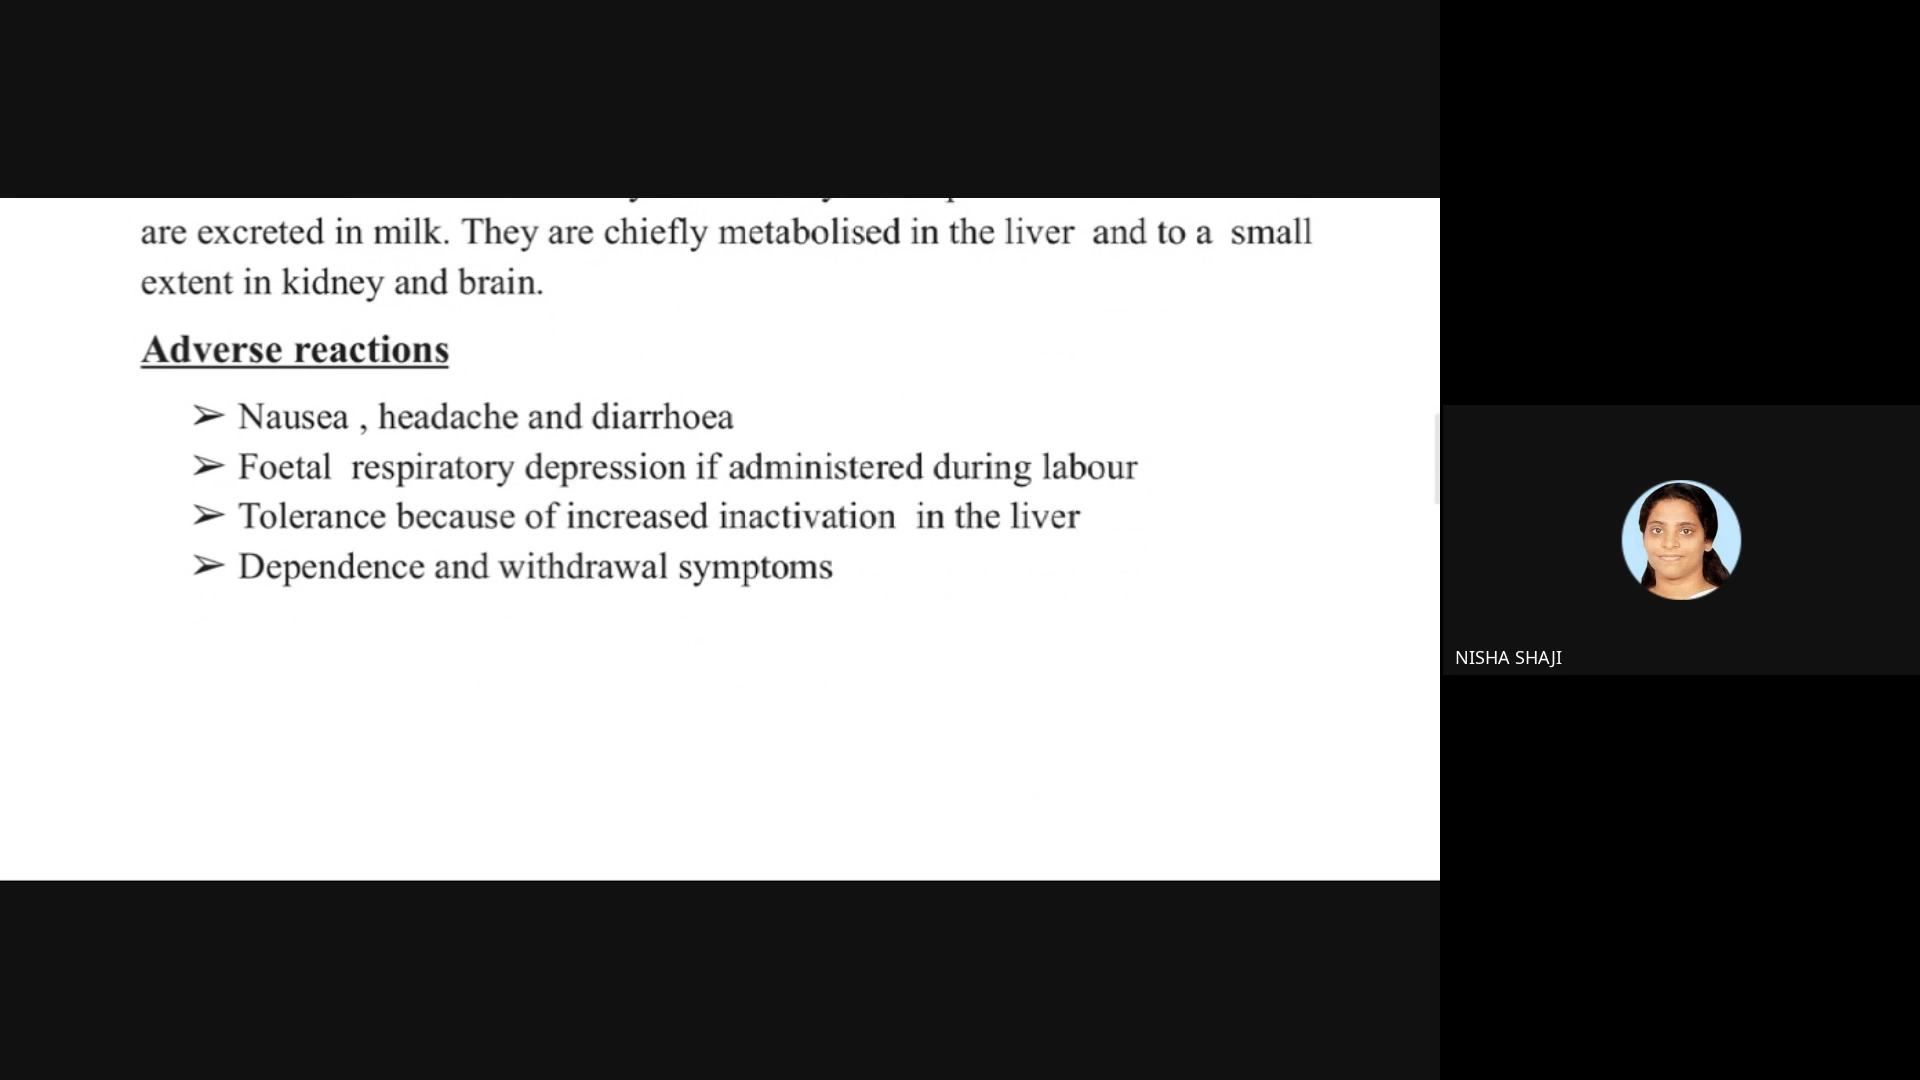 are excreted in milk. They are chiefly metabolised in the liver and to a small
extent in kidney and brain.
Adverse reactions
➢ Nausea , headache and diarrhoea
➢ Foetal respiratory depression if administered during labour
➢ Tolerance because of increased inactivation in the liver
➢ Dependence and withdrawal symptoms
NISHA SHAJI